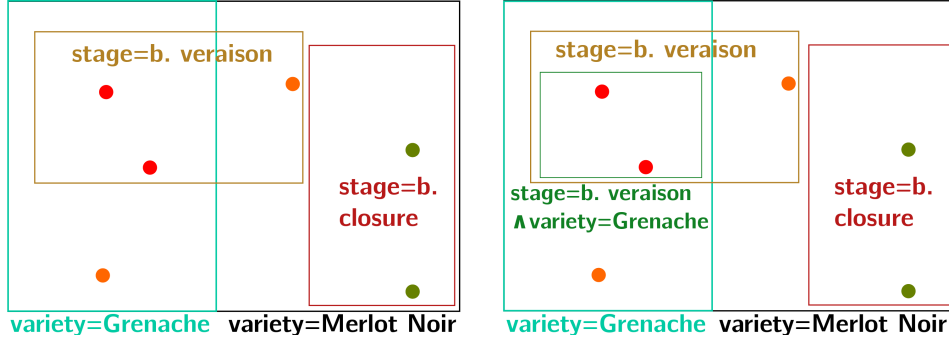 stage=b. veraison
stage=b.
closure
variety=Grenache
variety=Merlot Noir
stage=b. veraison
stage=b. veraison
∧variety=Grenache
stage=b.
closure
variety=Grenache
variety=Merlot Noir